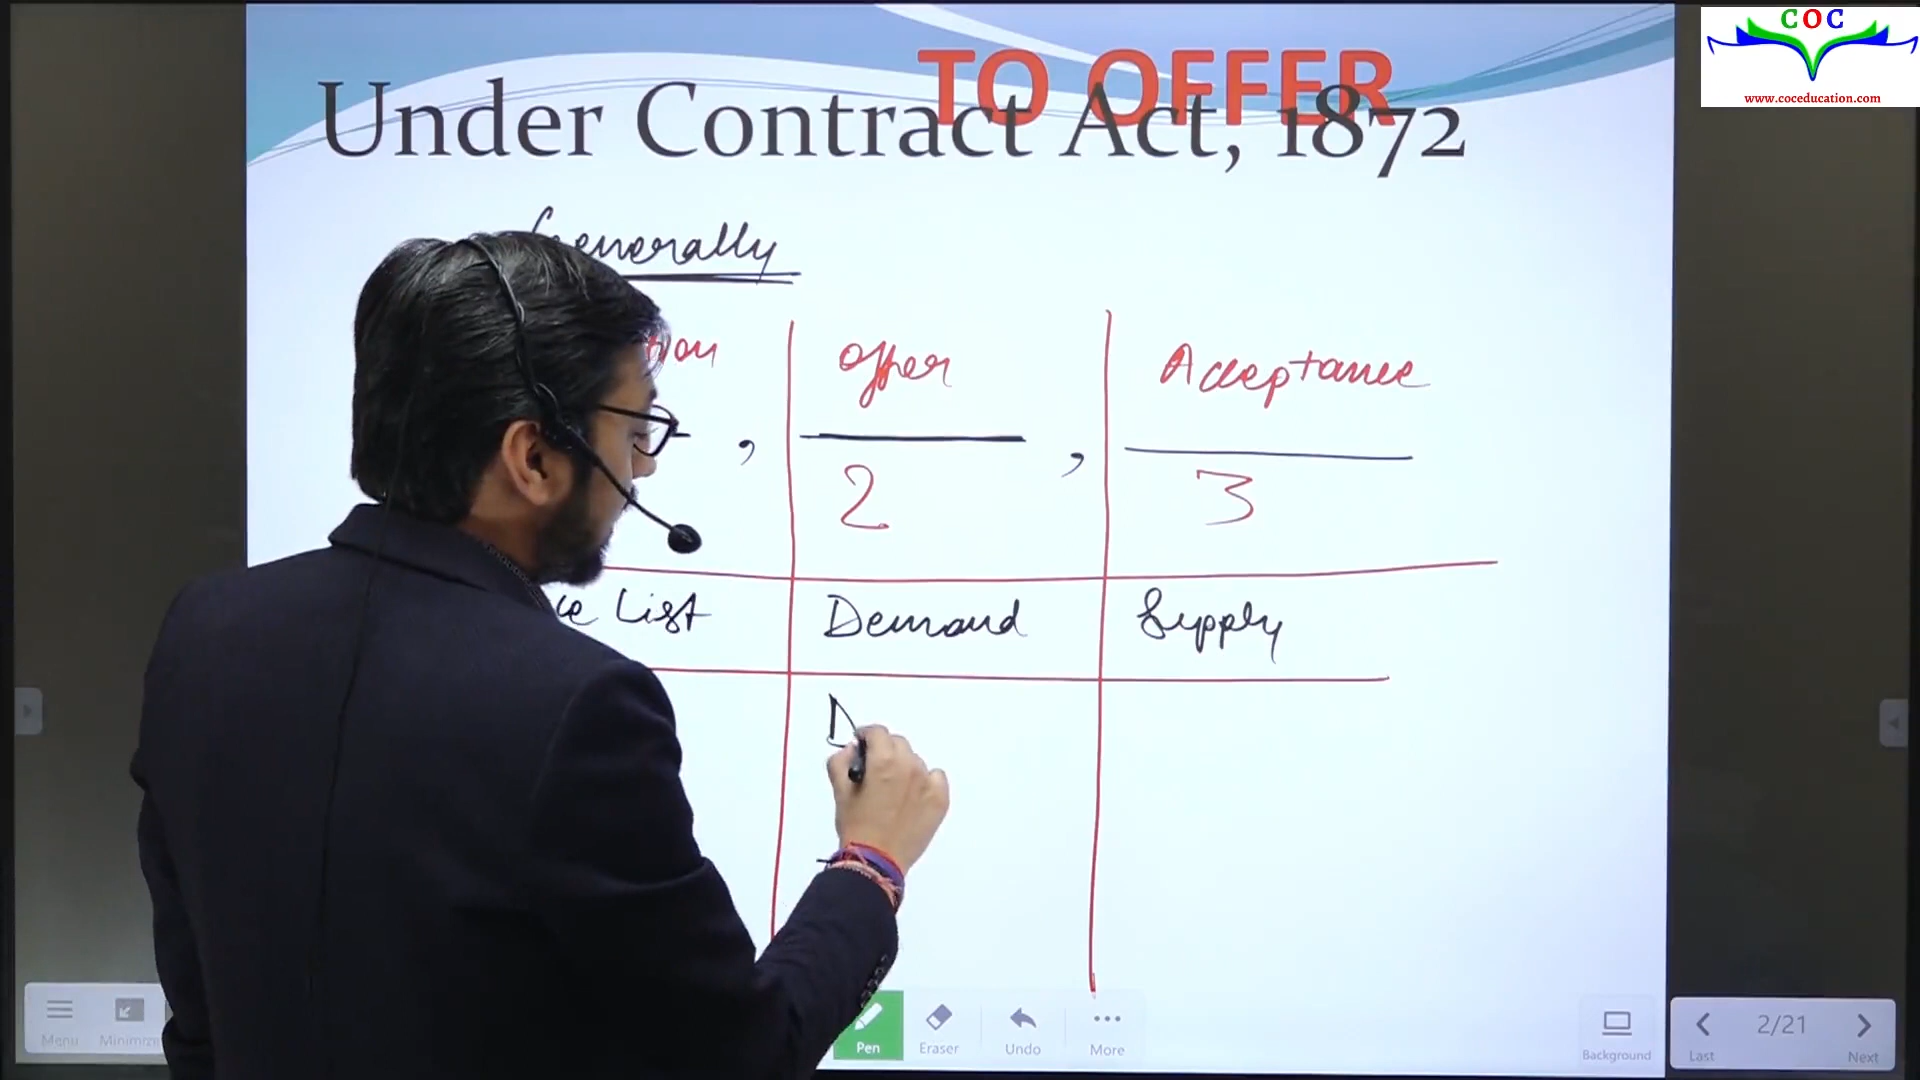 COC
www.coceducation.com
TO OFFER
Under Contract Act, 1872
Generally
Offer
Acceptance
,
,
2
3
List
Demand
Supply
D
Menu
Minimize
Pen
Eraser
Undo
More
Background
2/21
Last
Next